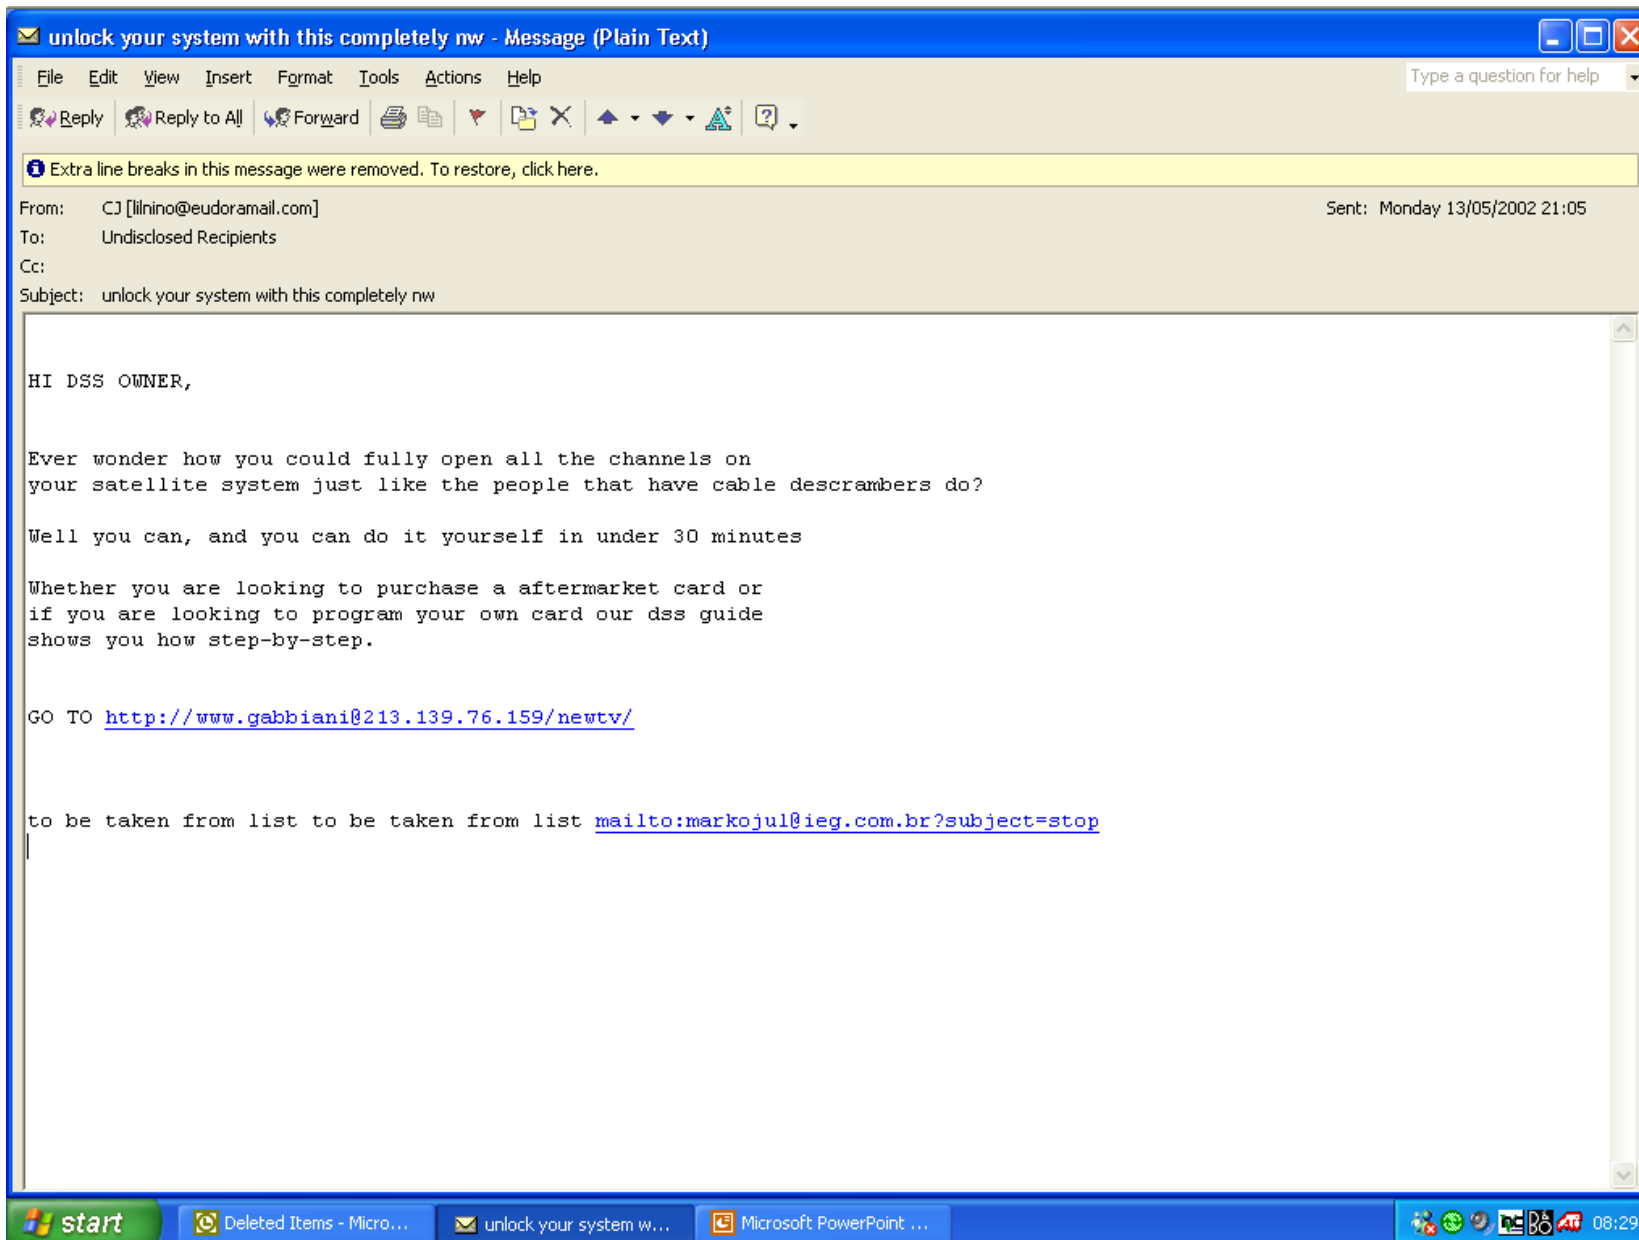 unlock your system with this completely nw - Message (Plain Text)
File Edit View Insert Format Tools Actions Help
Type a question for help
Reply Reply to All Forward
Extra line breaks in this message were removed. To restore, click here.
From: CJ [lilnino@eudoramail.com]
Sent: Monday 13/05/2002 21:05
To: Undisclosed Recipients
Cc:
Subject: unlock your system with this completely nw
HI DSS OWNER,
Ever wonder how you could fully open all the channels on
your satellite system just like the people that have cable descrambers do?
Well you can, and you can do it yourself in under 30 minutes
Whether you are looking to purchase a aftermarket card or
if you are looking to program your own card our dss guide
shows you how step-by-step.
GO TO http://www.gabbiani@213.139.76.159/newtv/
to be taken from list to be taken from list mailto:markojul@ieg.com.br?subject=stop
start Deleted Items - Micro... unlock your system w... Microsoft PowerPoint ... 08:29